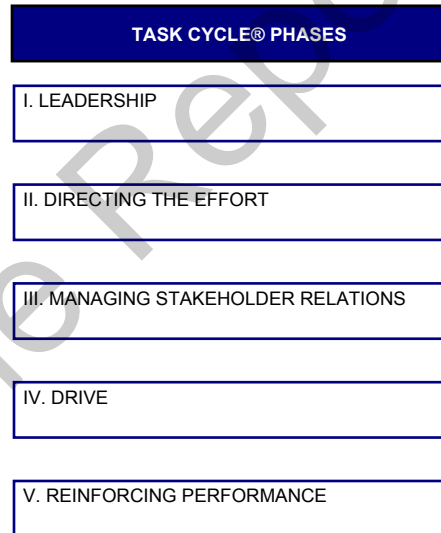 TASK CYCLE® PHASES
I. LEADERSHIP
II. DIRECTING THE EFFORT
III. MANAGING STAKEHOLDER RELATIONS
IV. DRIVE
V. REINFORCING PERFORMANCE